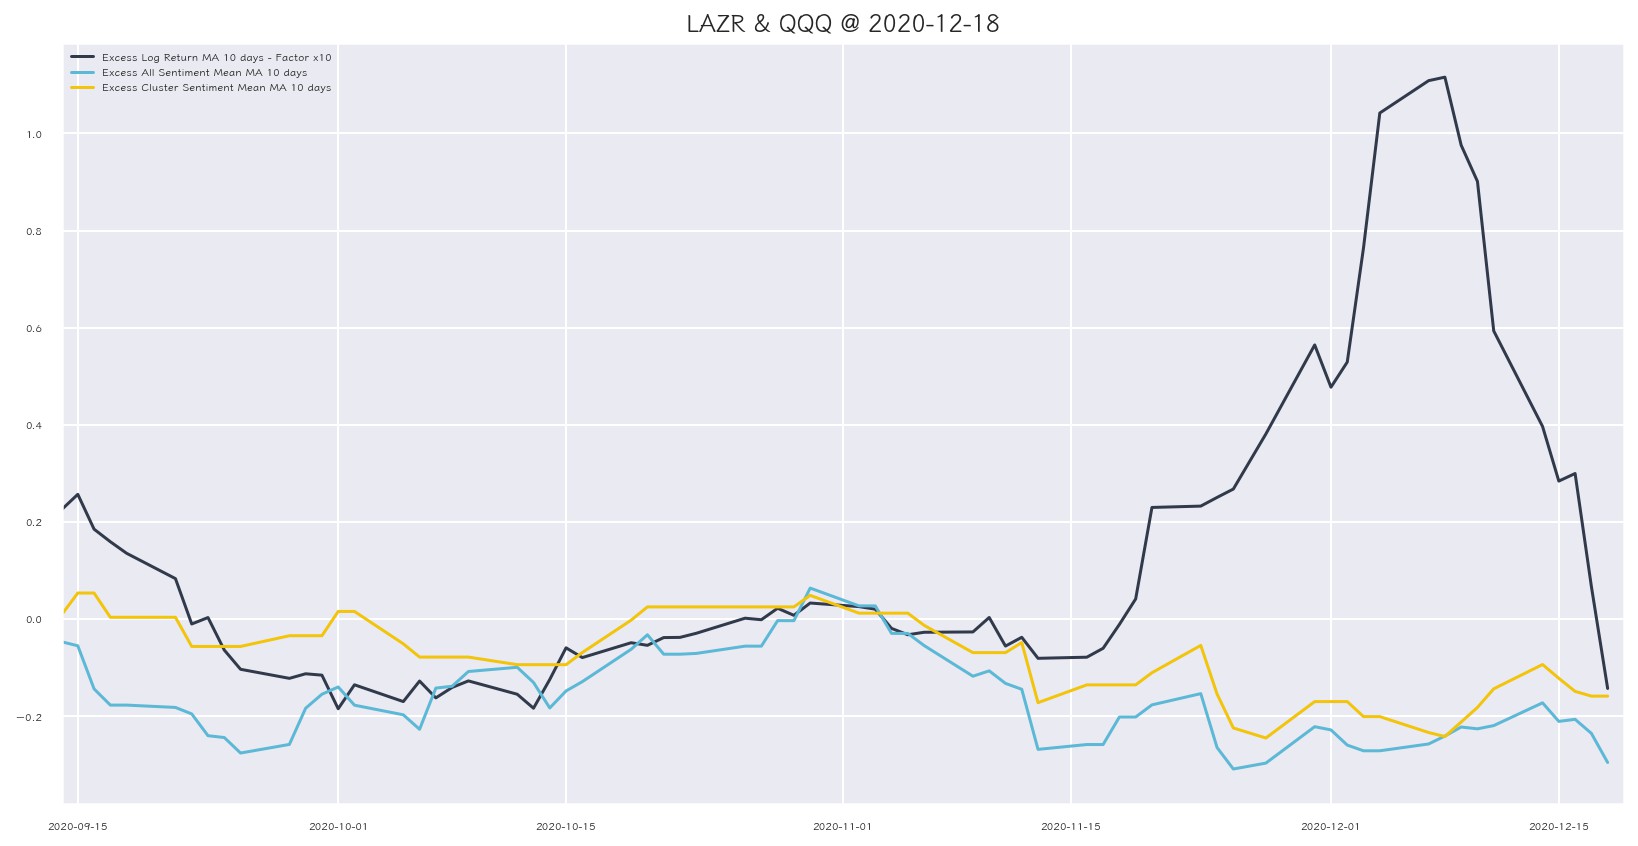 LAZR & QQQ @ 2020-12-18
Excess Log Return MA 10 days - Factor x10
Excess All Sentiment Mean MA 10 days
Excess Cluster Sentiment Mean MA 10 days
1.0
0.8
0.6
0.4
0.2
0.0
−0.2
2020-09-15 2020-10-01 2020-10-15 2020-11-01 2020-11-15 2020-12-01 2020-12-15